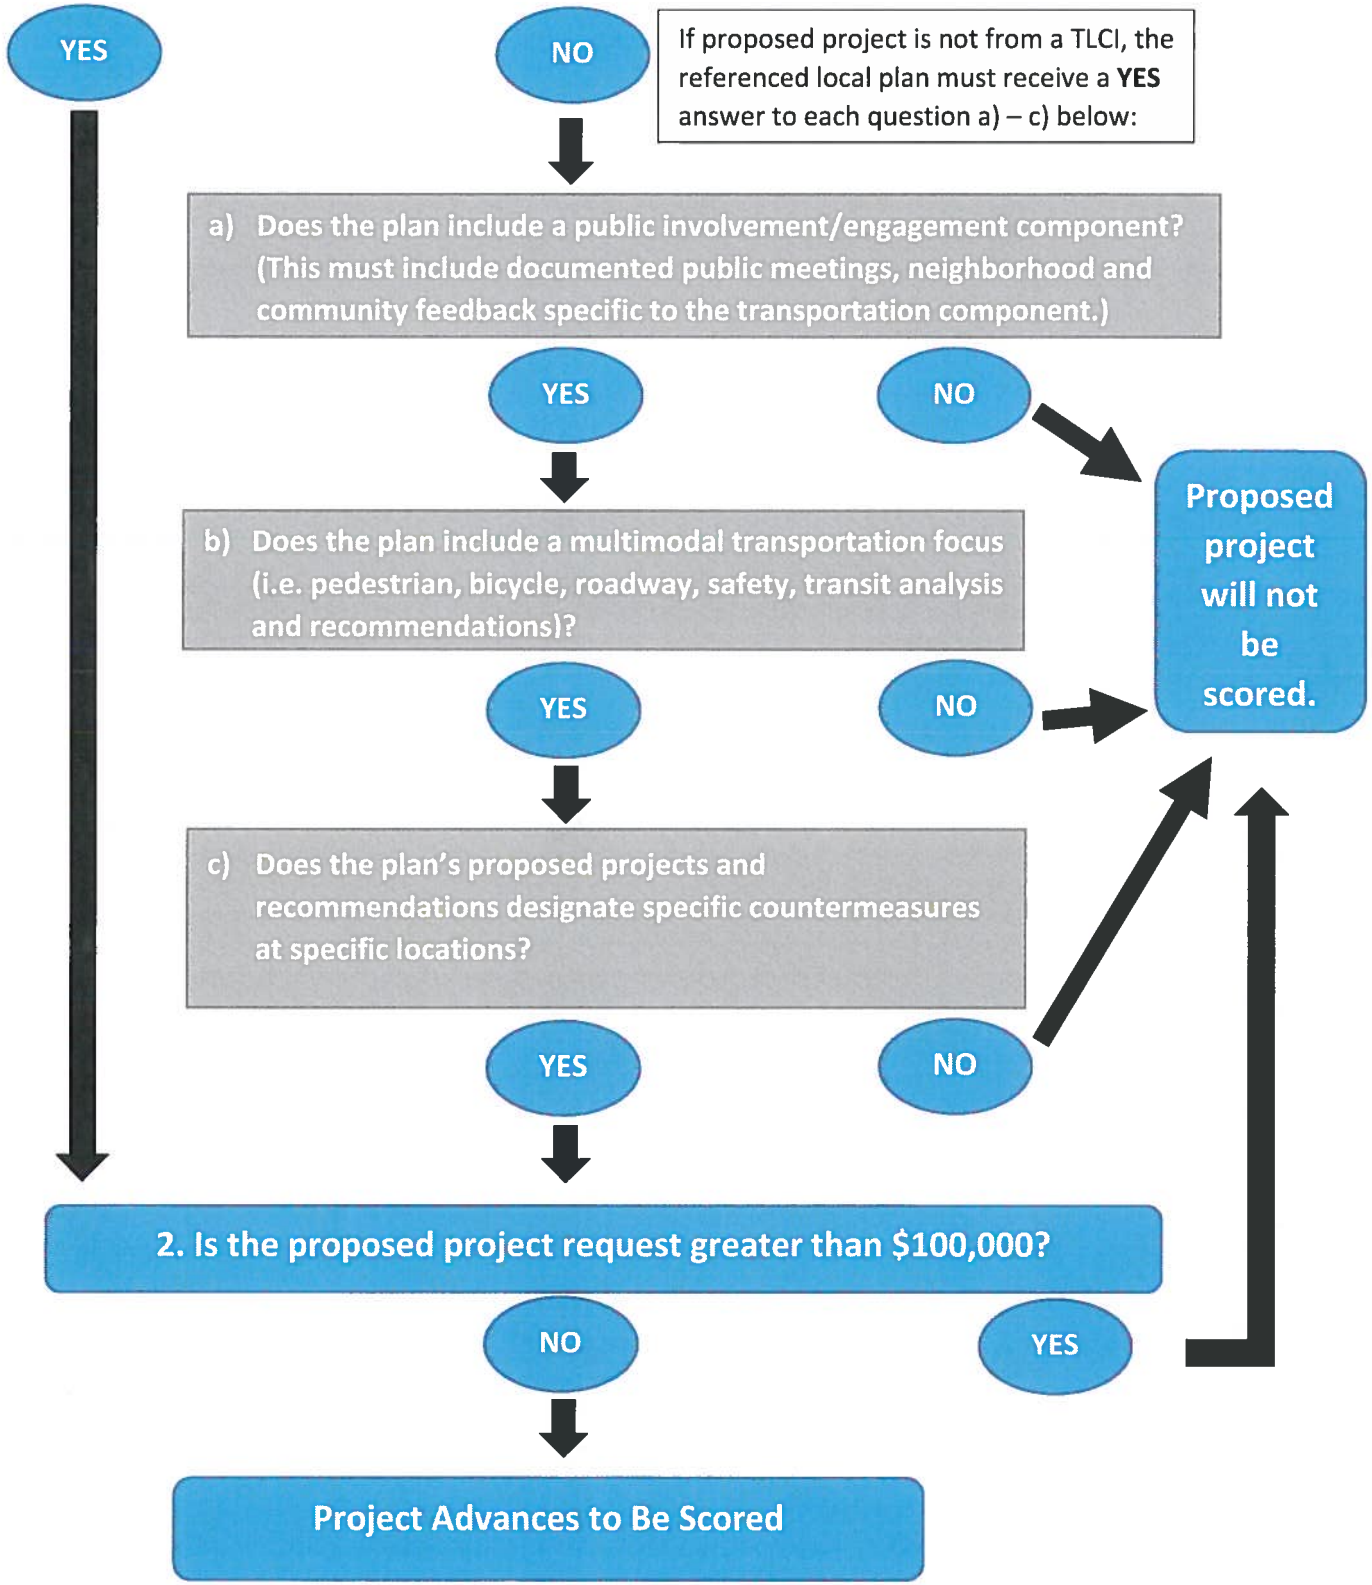 YES
NO
If proposed project is not from a TLCI, the
referenced local plan must receive a YES
answer to each question a) – c) below:
a) Does the plan include a public involvement/engagement component?
(This must include documented public meetings, neighborhood and
community feedback specific to the transportation component.)
YES
NO
Proposed
project
will not
be
scored.
b) Does the plan include a multimodal transportation focus
(i.e. pedestrian, bicycle, roadway, safety, transit analysis
and recommendations)?
YES
NO
c) Does the plan's proposed projects and
recommendations designate specific countermeasures
at specific locations?
YES
NO
2. Is the proposed project request greater than $100,000?
NO
YES
Project Advances to Be Scored